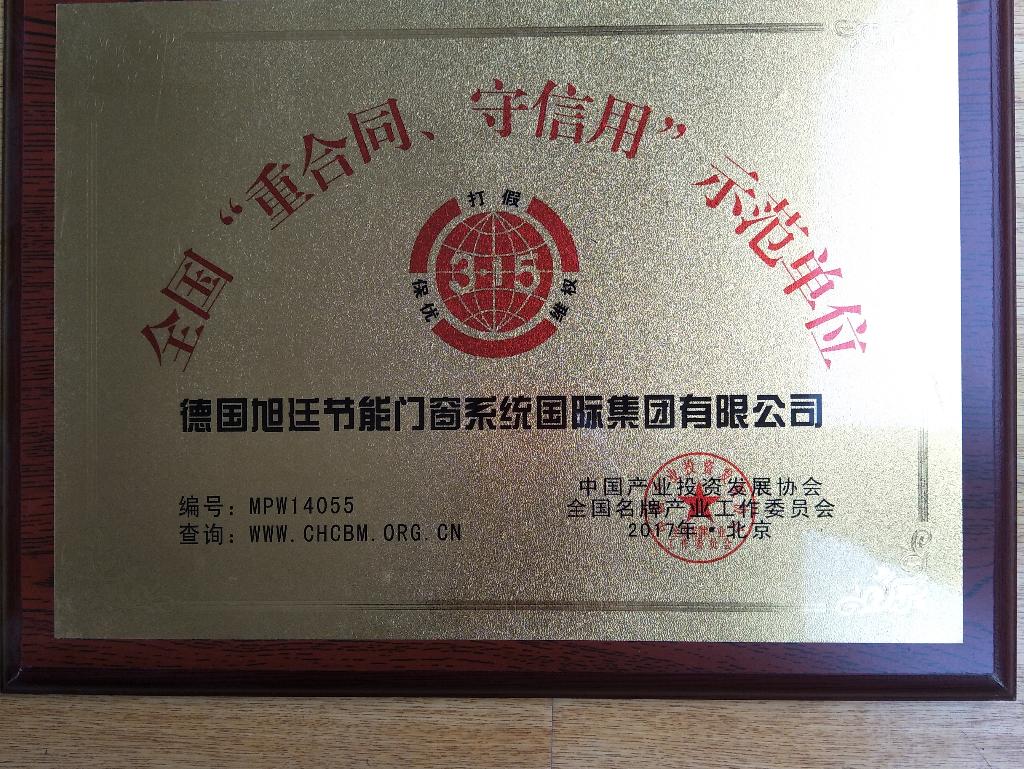 全国“重合同、守信用”示范单位
打假
保优
维权
3·15
德国旭廷节能门窗系统国际集团有限公司
编号：MPW14055
查询：WWW.CHCBM.ORG.CN
中国产业投资发展协会
全国名牌产业工作委员会
2017年·北京